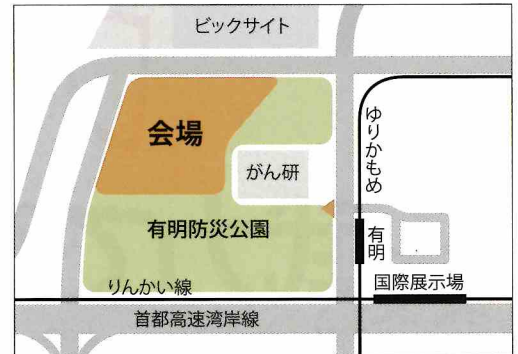 ビックサイト
会場
がん研
ゆりかもめ
有明防災公園
有明
国際展示場
りんかい線
首都高速湾岸線